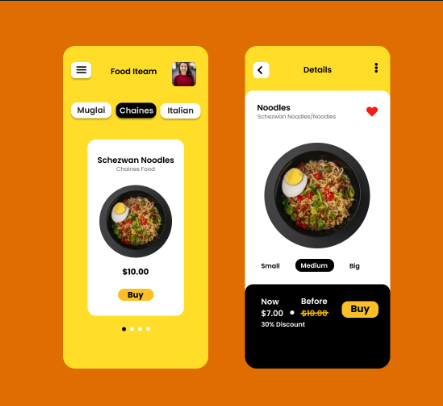 Food Iteam
Muglai
Chaines
Italian
Schezwan Noodles
Chaines Food
$10.00
Buy
Details
Noodles
Schezwan Noodles/Noodles
Small
Medium
Big
Now
Before
$7.00
$10.00
Buy
30% Discount